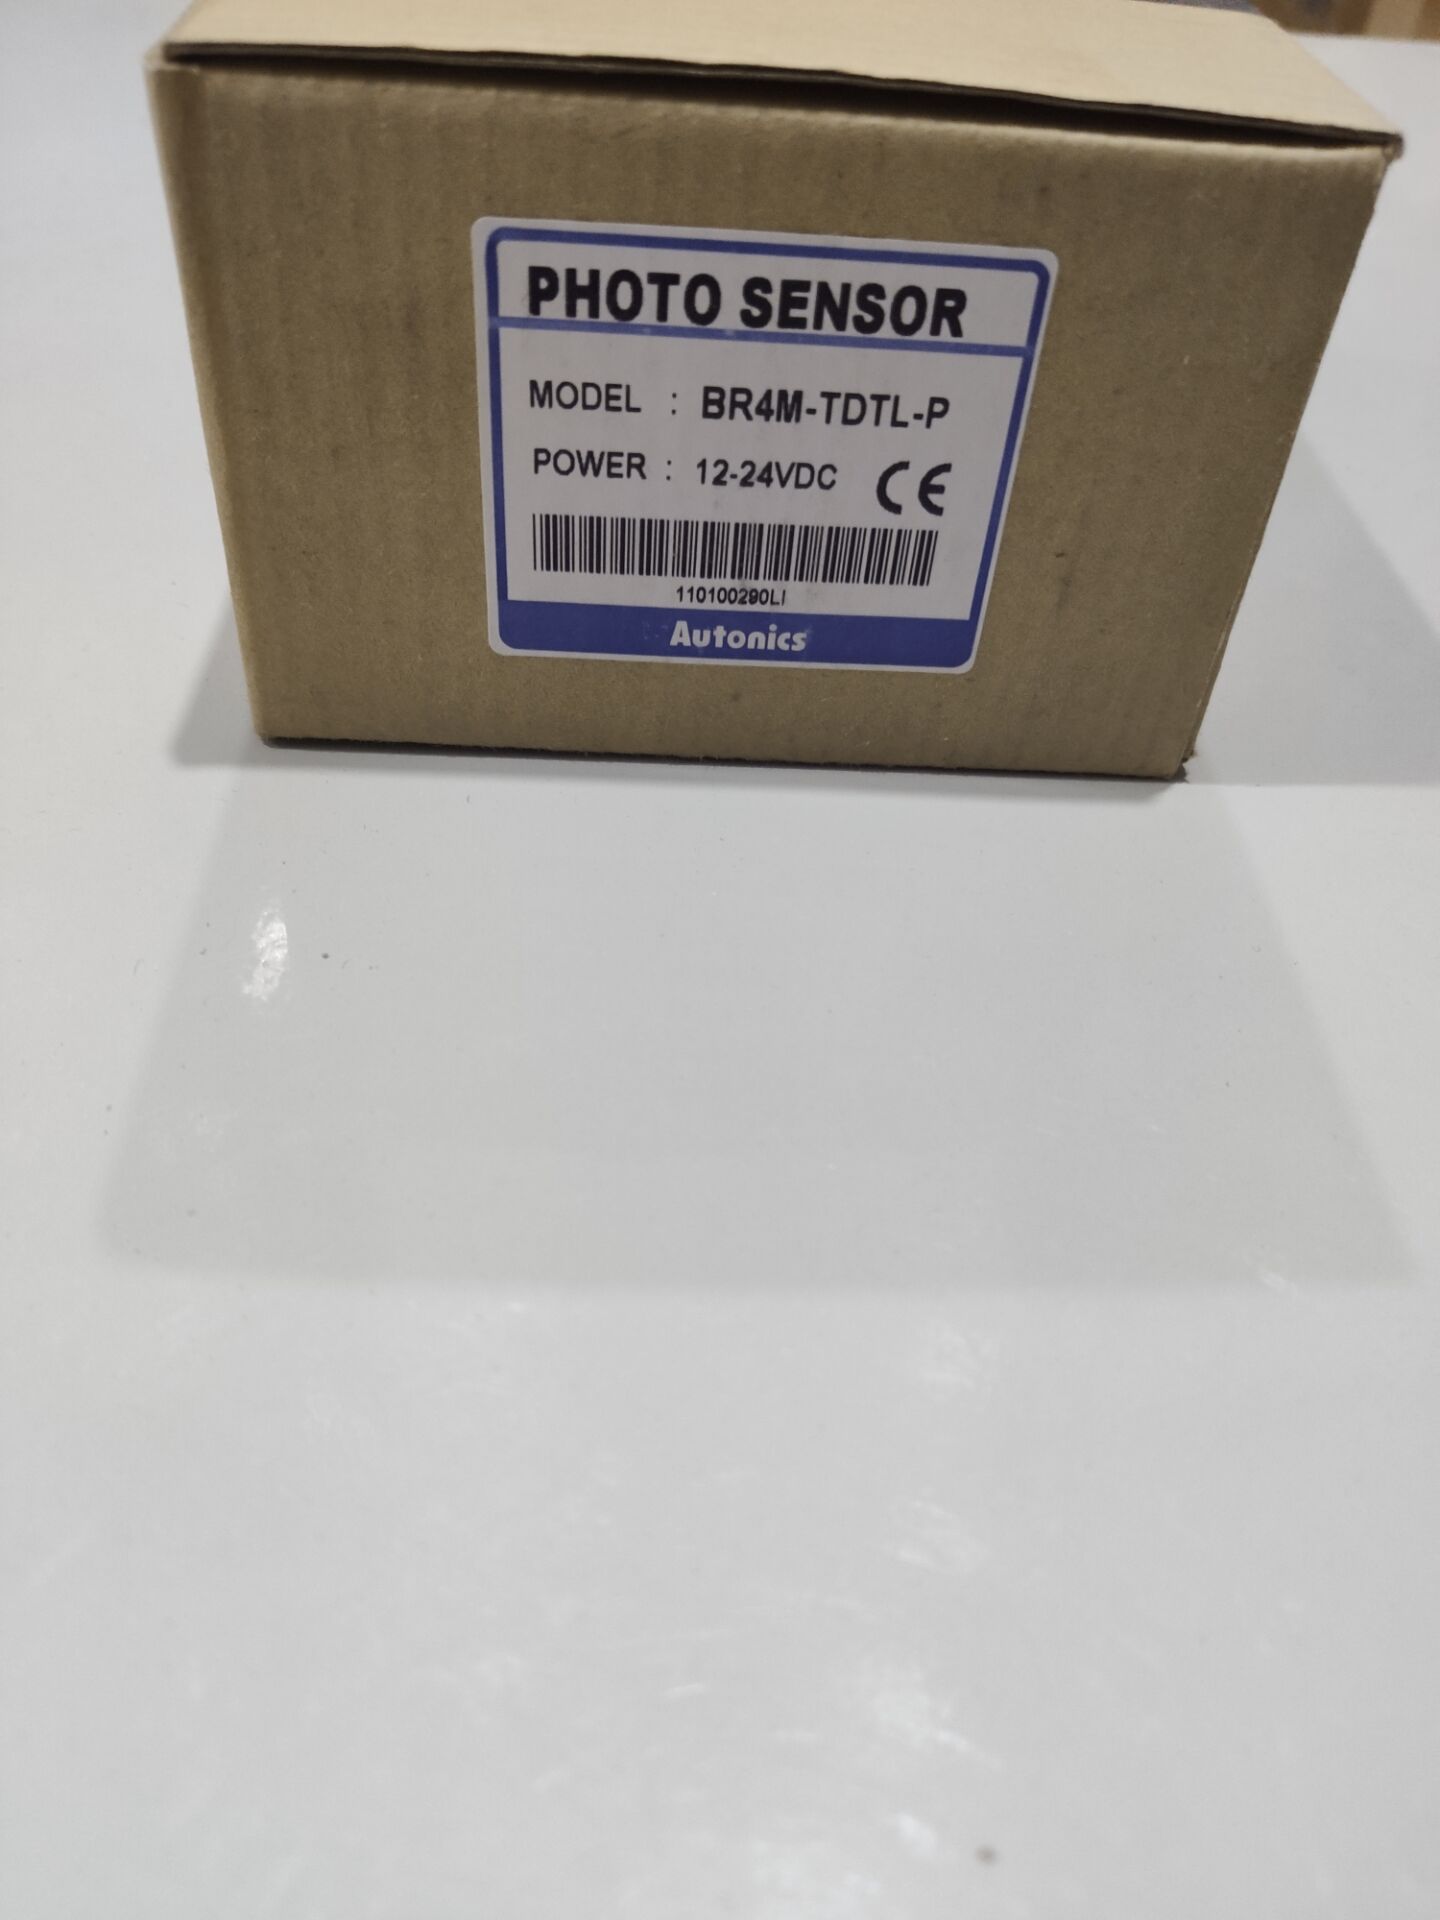 PHOTO SENSOR
MODEL : BR4M-TDTL-P
POWER : 12-24VDC CE
110100290LI
Autonics